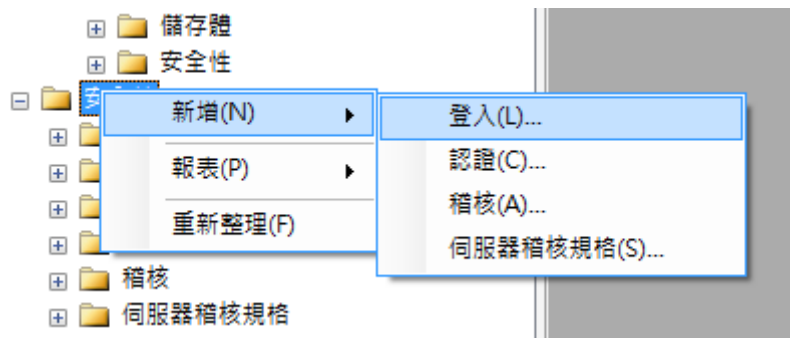 儲存體
安全性
新增(N)
登入(L)...
認證(C)...
報表(P)
稽核(A)...
重新整理(F)
伺服器稽核規格(S)...
稽核
伺服器稽核規格